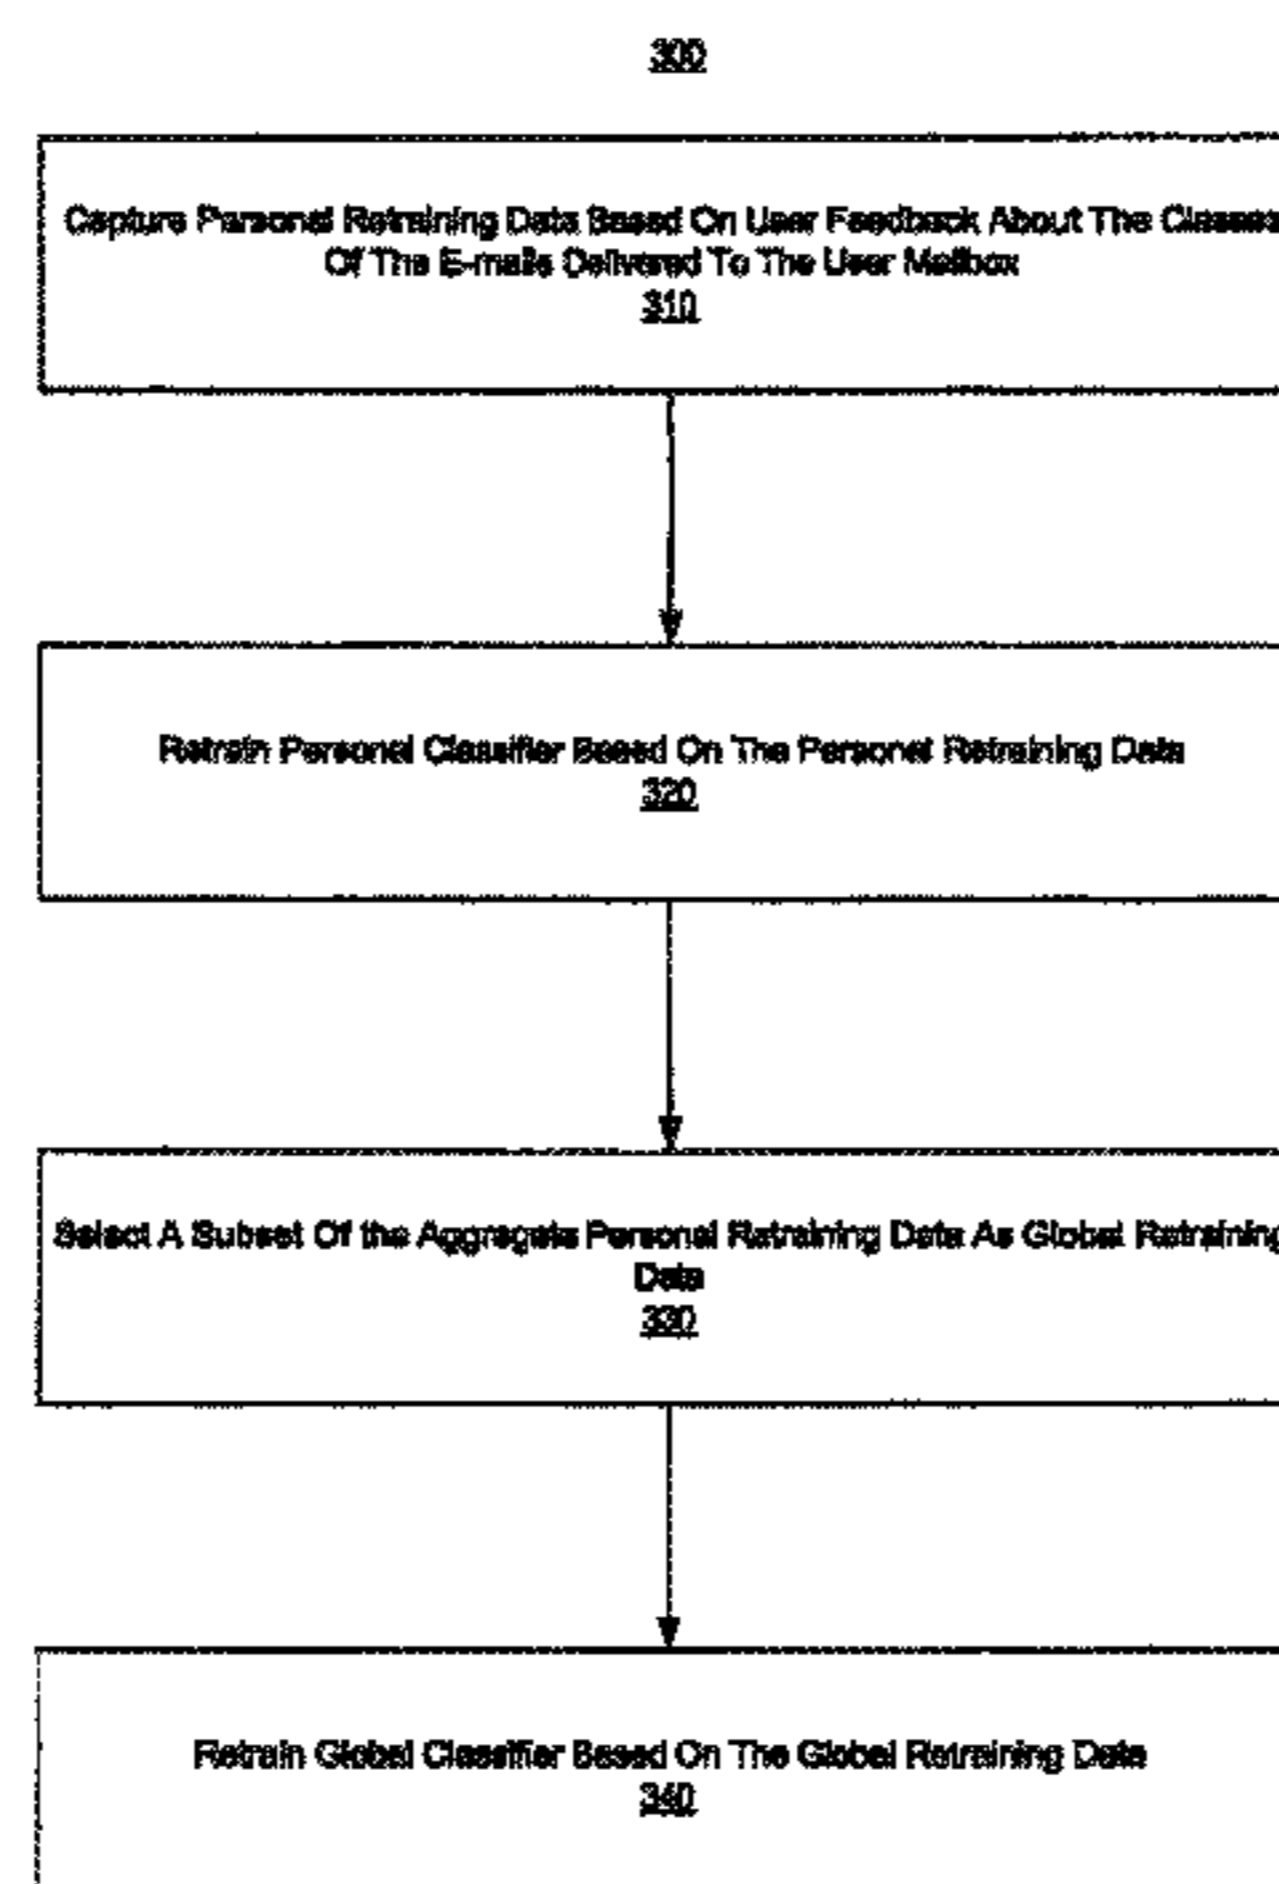 300
Capture Personal Retraining Data Based On User Feedback About The Classes
Of The E-mails Delivered To The User Mailbox
310
Retrain Personal Classifier Based On The Personal Retraining Data
320
Select A Subset Of the Aggregate Personal Retraining Data As Global Retraining
Data
330
Retrain Global Classifier Based On The Global Retraining Data
340